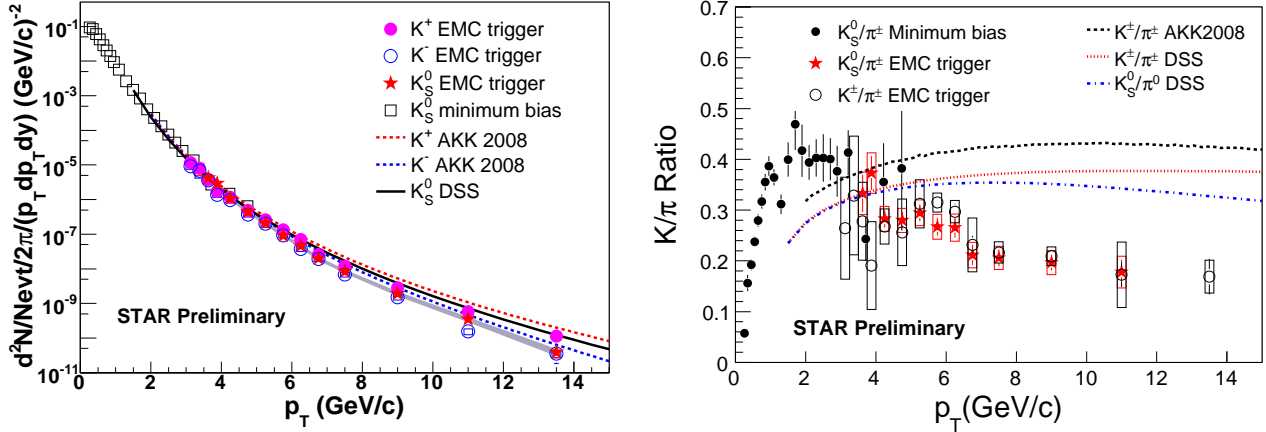 d²N/Nevt/2π/(p_T dp_T dy) (GeV/c)⁻²
10⁻¹
10⁻³
10⁻⁵
10⁻⁷
10⁻⁹
10⁻¹¹
K⁺ EMC trigger
K⁻ EMC trigger
K⁰_S EMC trigger
K⁰_S minimum bias
K⁺ AKK 2008
K⁻ AKK 2008
K⁰_S DSS
STAR Preliminary
0 2 4 6 8 10 12 14
p_T (GeV/c)
K/π Ratio
0.7
0.6
0.5
0.4
0.3
0.2
0.1
0
K⁰_S/π± Minimum bias
K⁰_S/π± EMC trigger
K±/π± EMC trigger
K±/π± AKK2008
K±/π± DSS
K⁰_S/π⁰ DSS
STAR Preliminary
0 2 4 6 8 10 12 14
p_T(GeV/c)